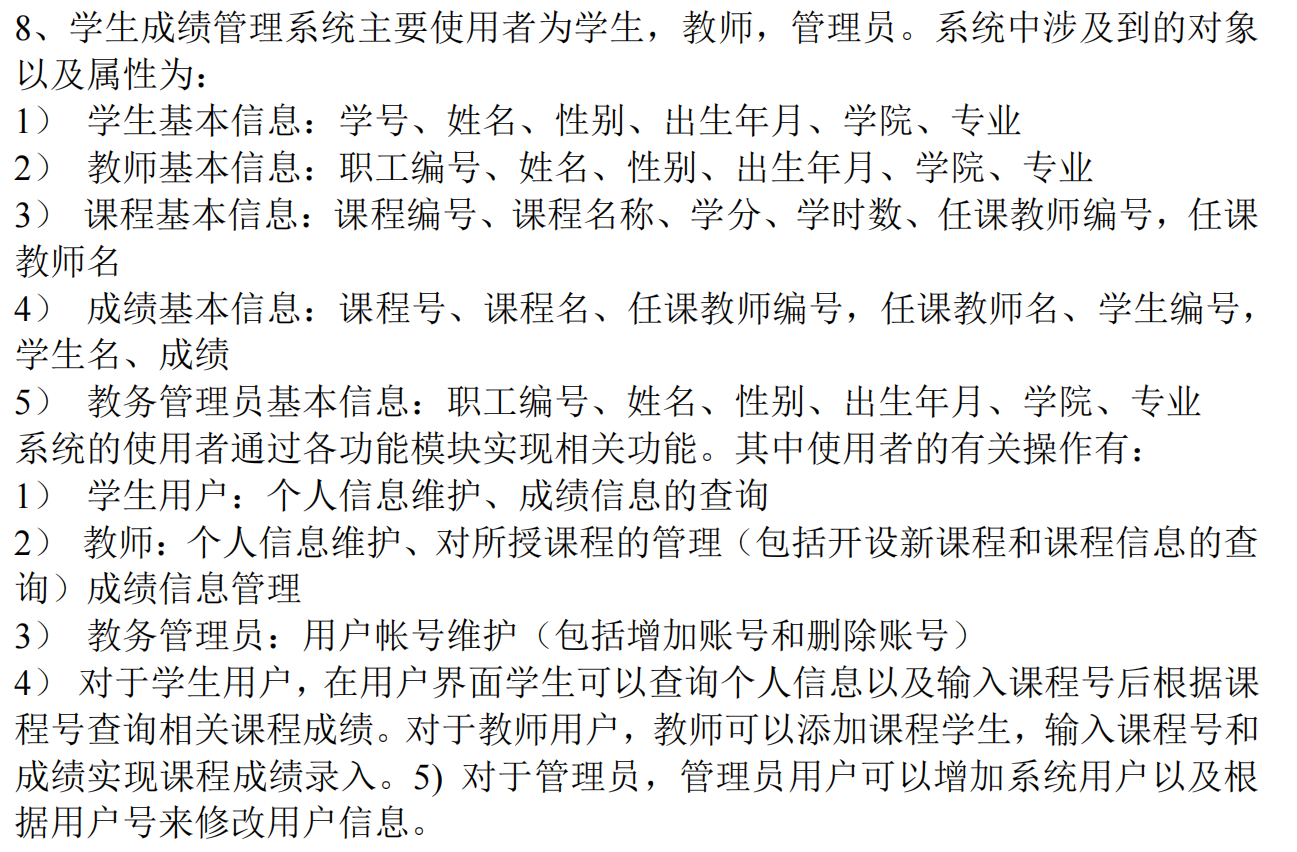 8、学生成绩管理系统主要使用者为学生，教师，管理员。系统中涉及到的对象
以及属性为：
1） 学生基本信息：学号、姓名、性别、出生年月、学院、专业
2） 教师基本信息：职工编号、姓名、性别、出生年月、学院、专业
3） 课程基本信息：课程编号、课程名称、学分、学时数、任课教师编号，任课
教师名
4） 成绩基本信息：课程号、课程名、任课教师编号，任课教师名、学生编号，
学生名、成绩
5） 教务管理员基本信息：职工编号、姓名、性别、出生年月、学院、专业
系统的使用者通过各功能模块实现相关功能。其中使用者的有关操作有：
1） 学生用户：个人信息维护、成绩信息的查询
2） 教师：个人信息维护、对所授课程的管理（包括开设新课程和课程信息的查
询）成绩信息管理
3） 教务管理员：用户帐号维护（包括增加账号和删除账号）
4） 对于学生用户，在用户界面学生可以查询个人信息以及输入课程号后根据课
程号查询相关课程成绩。对于教师用户，教师可以添加课程学生，输入课程号和
成绩实现课程成绩录入。5) 对于管理员，管理员用户可以增加系统用户以及根
据用户号来修改用户信息。